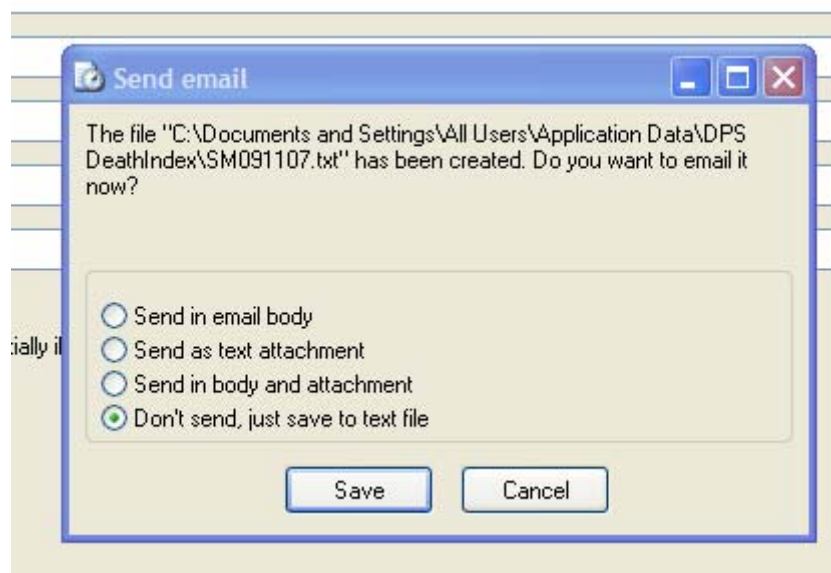 Send email
The file "C:\Documents and Settings\All Users\Application Data\DPS
DeathIndex\SM091107.txt" has been created. Do you want to email it
now?
Send in email body
tially il
Send as text attachment
Send in body and attachment
Don't send, just save to text file
Save Cancel